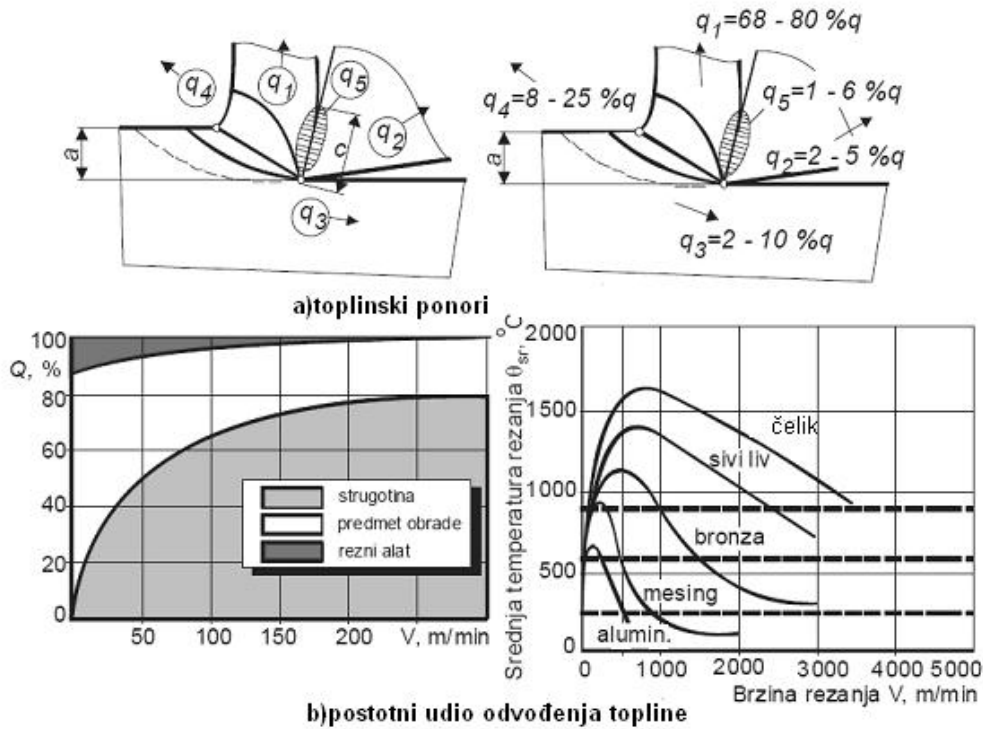 q₄
q₁
q₅
q₂
a
c
q₃
q₁=68 - 80 %q
q₅=1 - 6 %q
q₄=8 - 25 %q
q₂=2 - 5 %q
a
q₃=2 - 10 %q
a)toplinski ponori
100
Q, %
80
60
40
20
0
50
100
150
200
V, m/min
strugotina
predmet obrade
rezni alat
Srednja temperatura rezanja θsr, °C
2000
1500
1000
500
0
čelik
sivi liv
bronza
mesing
alumin.
0
1000
2000
3000
4000
5000
Brzina rezanja V, m/min
b)postotni udio odvođenja topline